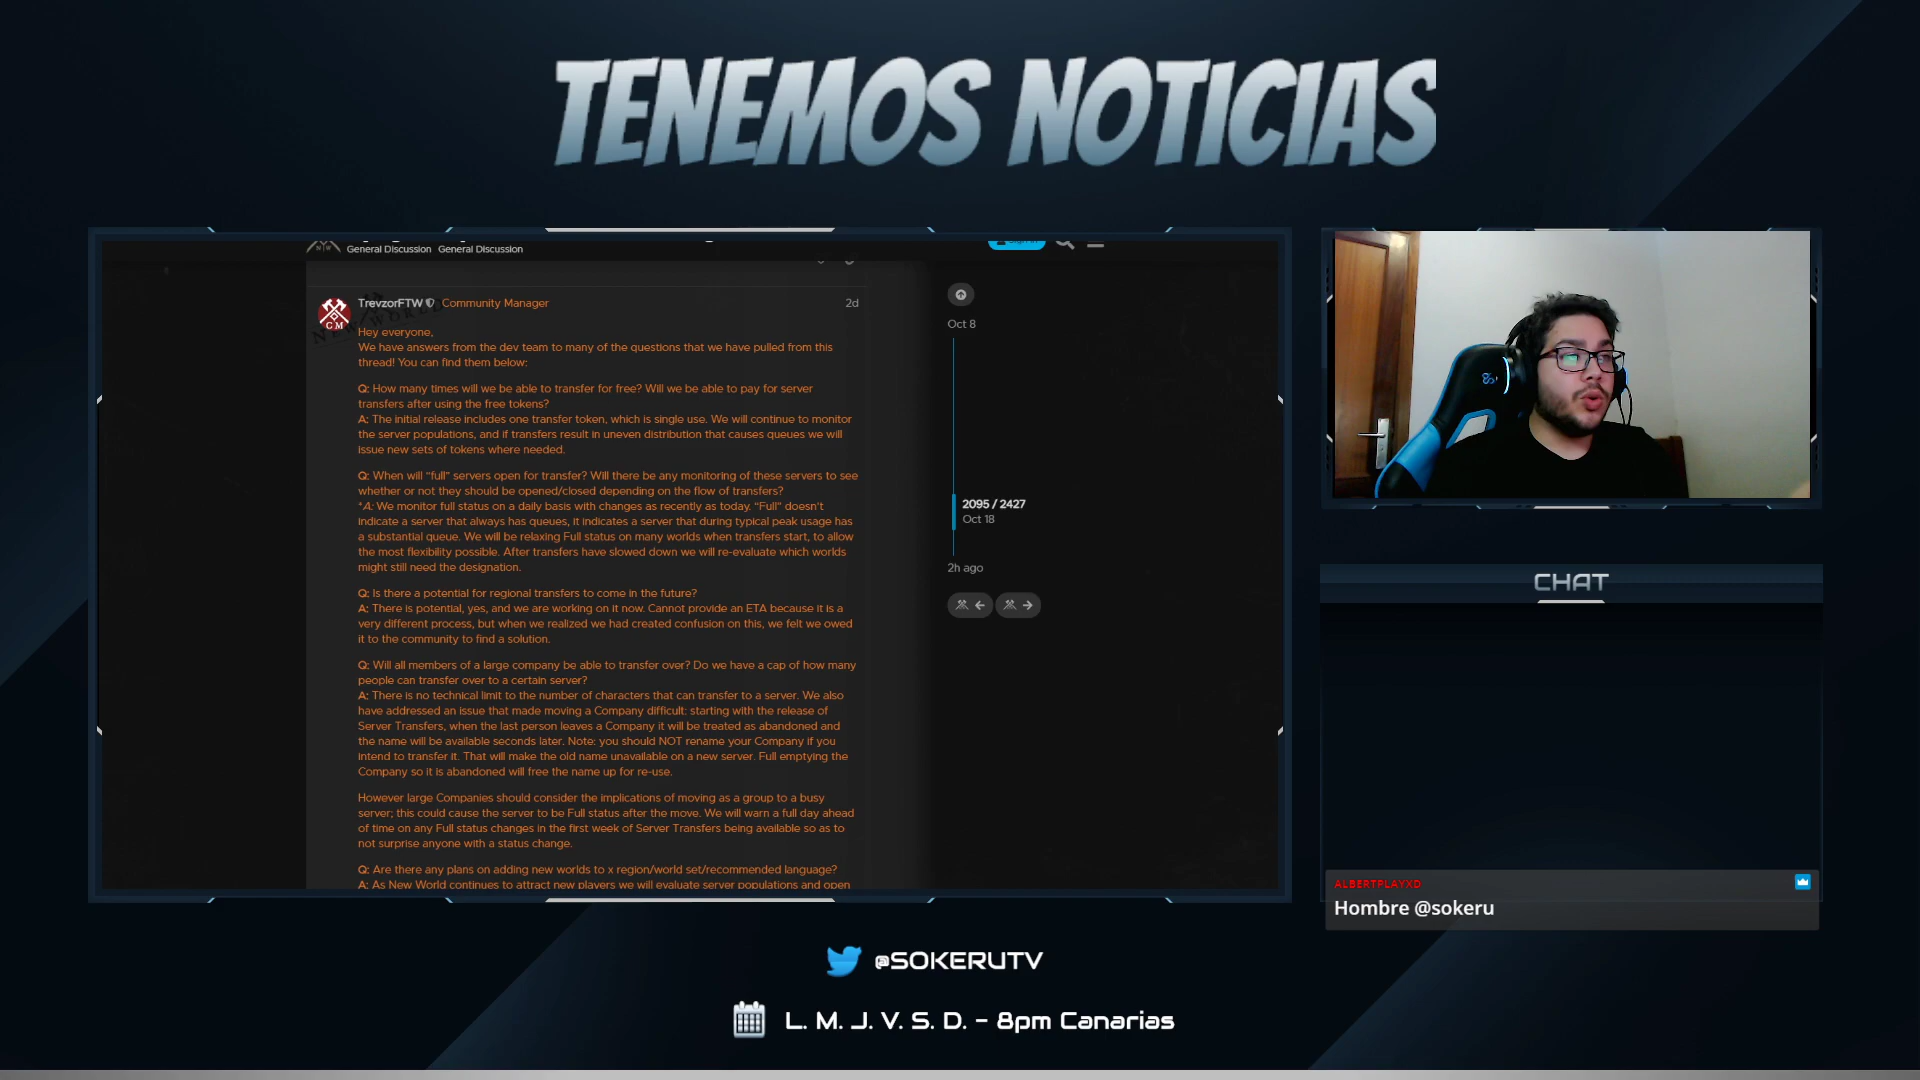 TENEMOS NOTICIAS
General Discussion General Discussion
TrevzorFTW Community Manager 2d
GM
NEW WORLD
Hey everyone,
We have answers from the dev team to many of the questions that we have pulled from this
thread! You can find them below:
Q: How many times will we be able to transfer for free? Will we be able to pay for server
transfers after using the free tokens?
A: The initial release includes one transfer token, which is single use. We will continue to monitor
the server populations, and if transfers result in uneven distribution that causes queues we will
issue new sets of tokens where needed.
Q: When will "full" servers open for transfer? Will there be any monitoring of these servers to see
whether or not they should be opened/closed depending on the flow of transfers?
*A: We monitor full status on a daily basis with changes as recently as today. "Full" doesn't
indicate a server that always has queues, it indicates a server that during typical peak usage has
a substantial queue. We will be relaxing Full status on many worlds when transfers start, to allow
the most flexibility possible. After transfers have slowed down we will re-evaluate which worlds
might still need the designation.
Q: Is there a potential for regional transfers to come in the future?
A: There is potential, yes, and we are working on it now. Cannot provide an ETA because it is a
very different process, but when we realized we had created confusion on this, we felt we owed
it to the community to find a solution.
Q: Will all members of a large company be able to transfer over? Do we have a cap of how many
people can transfer over to a certain server?
A: There is no technical limit to the number of characters that can transfer to a server. We also
have addressed an issue that made moving a Company difficult: starting with the release of
Server Transfers, when the last person leaves a Company it will be treated as abandoned and
the name will be available seconds later. Note: you should NOT rename your Company if you
intend to transfer it. That will make the old name unavailable on a new server. Full emptying the
Company so it is abandoned will free the name up for re-use.
However large Companies should consider the implications of moving as a group to a busy
server; this could cause the server to be Full status after the move. We will warn a full day ahead
of time on any Full status changes in the first week of Server Transfers being available so as to
not surprise anyone with a status change.
Q: Are there any plans on adding new worlds to x region/world set/recommended language?
A: As New World continues to attract new players we will evaluate server populations and open
Oct 8
2095 / 2427
Oct 18
2h ago
CHAT
ALBERTPLAYXD
Hombre @sokeru
@SOKERUTV
L. M. J. V. S. D. - 8pm Canarias